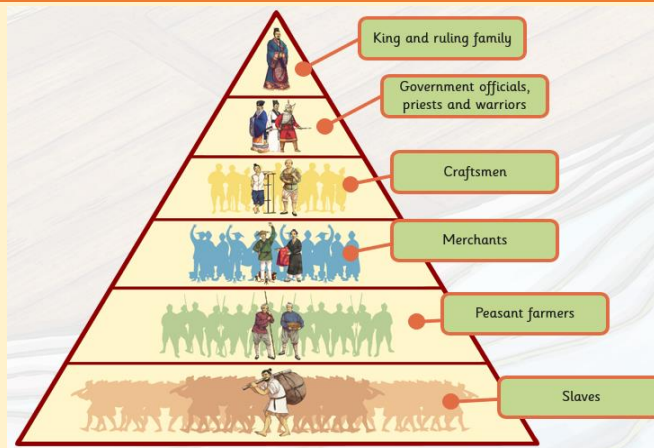 King and ruling family
Government officials,
priests and warriors
Craftsmen
Merchants
Peasant farmers
Slaves